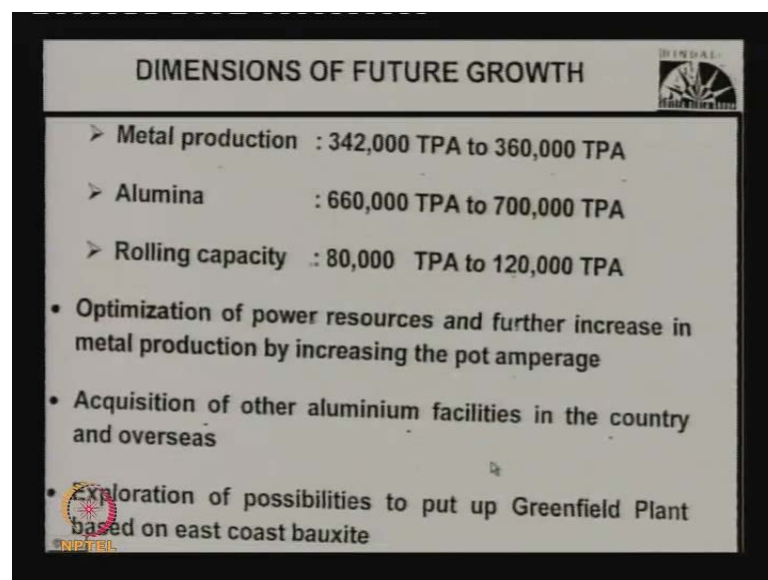 HINDALCO
DIMENSIONS OF FUTURE GROWTH
➢ Metal production : 342,000 TPA to 360,000 TPA
➢ Alumina : 660,000 TPA to 700,000 TPA
➢ Rolling capacity : 80,000 TPA to 120,000 TPA
• Optimization of power resources and further increase in
metal production by increasing the pot amperage
• Acquisition of other aluminium facilities in the country
and overseas
• Exploration of possibilities to put up Greenfield Plant
based on east coast bauxite
NPTEL